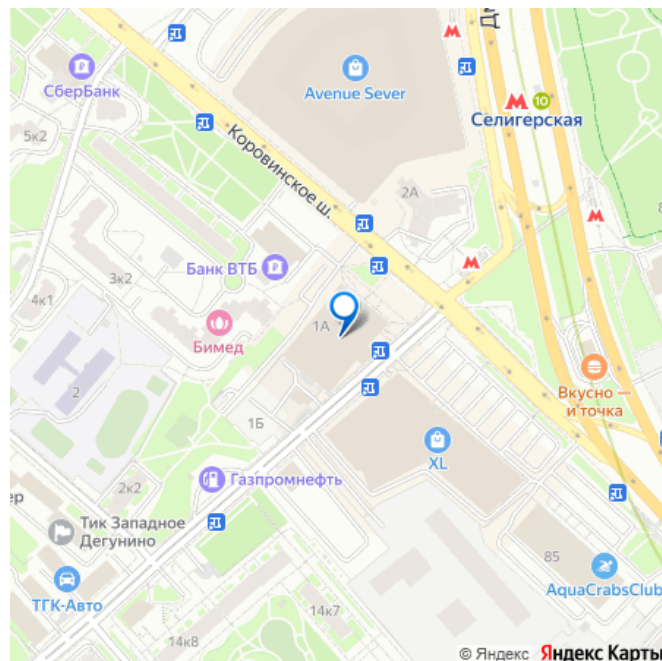 СберБанк
Avenue Sever
10
Селигерская
5к2
Коровинское ш.
2А
Банк ВТБ
3к2
4к1
Бимед
1А
2
Вкусно —
и точка
1Б
XL
Газпромнефть
2к2
Тик Западное
Дегунино
85
AquaCrabsClub
ТГК-Авто
14к7
14к8
© Яндекс Яндекс Карты